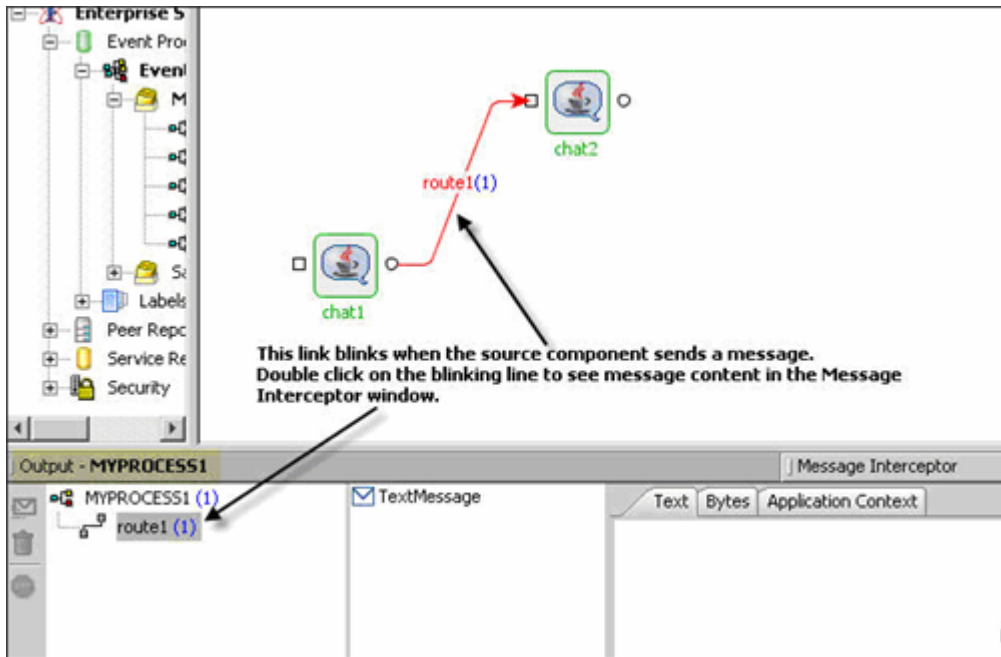 Enterprise S
Event Pro
Event
M
Sa
Labels
Peer Repo
Service Re
Security
chat2
route1(1)
chat1
This link blinks when the source component sends a message.
Double click on the blinking line to see message content in the Message
Interceptor window.
Output - MYPROCESS1
Message Interceptor
MYPROCESS1 (1)
route1 (1)
TextMessage
Text
Bytes
Application Context